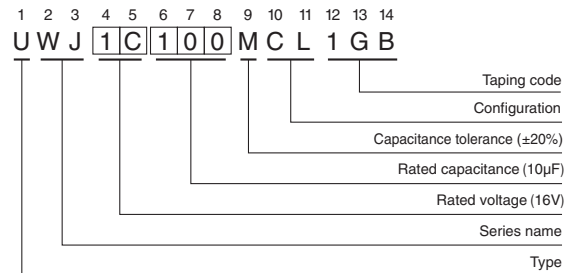 1 2 3 4 5 6 7 8 9 10 11 12 13 14
U W J 1 C 1 0 0 M C L 1 G B
Taping code
Configuration
Capacitance tolerance (±20%)
Rated capacitance (10µF)
Rated voltage (16V)
Series name
Type